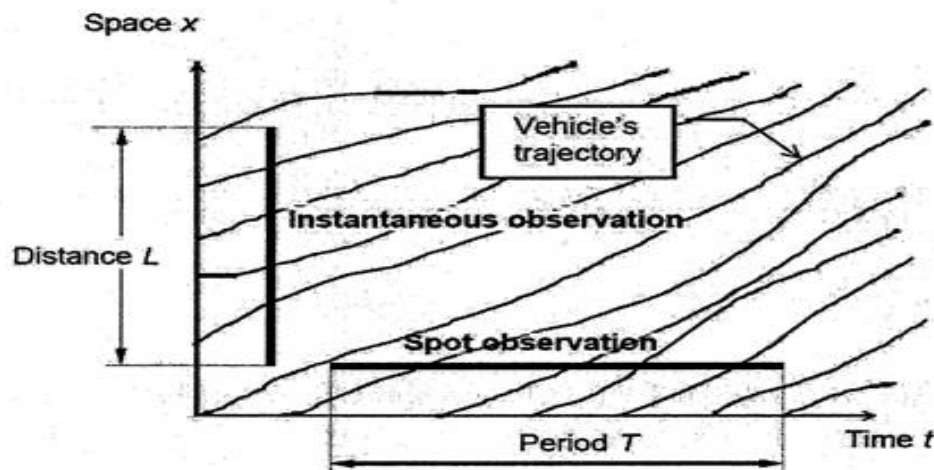 Space x
Vehicle's
trajectory
Instantaneous observation
Distance L
Spot observation
Period T
Time t